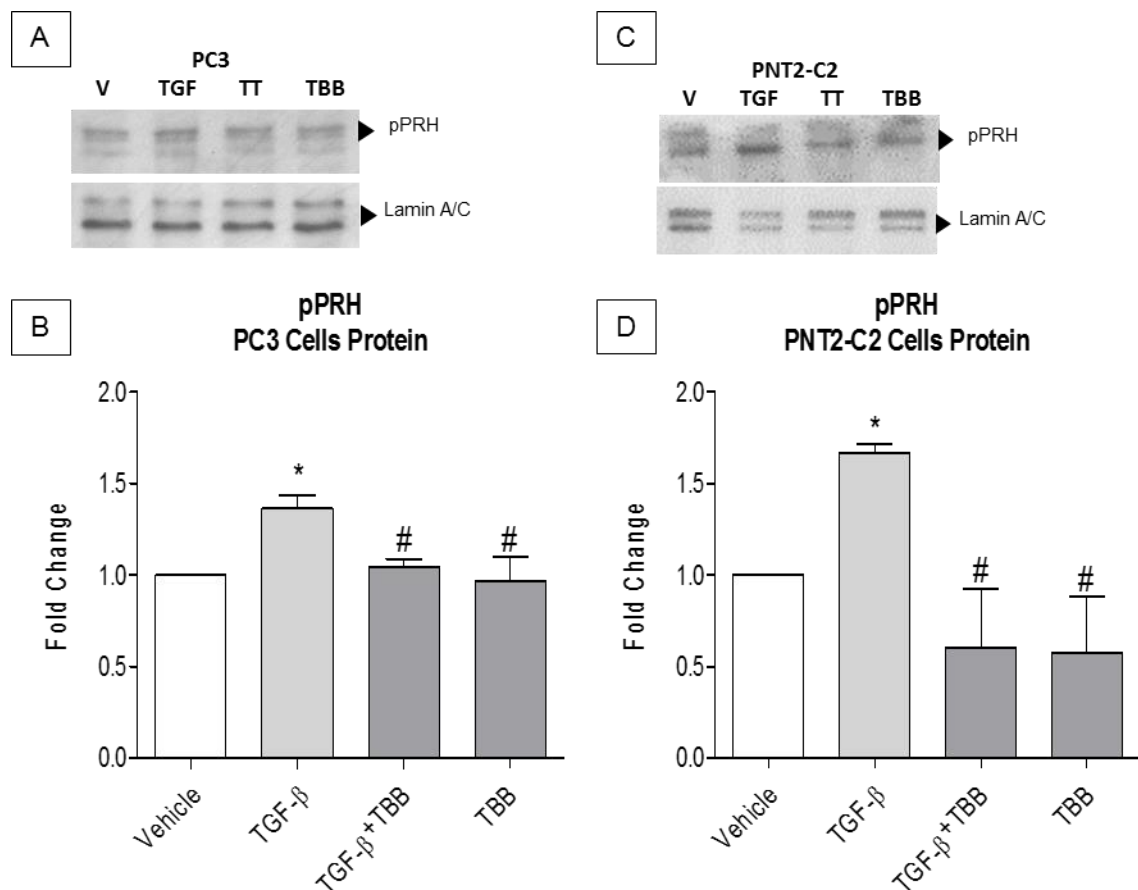 A
PC3
V TGF TT TBB
pPRH
Lamin A/C
C
PNT2-C2
V TGF TT TBB
pPRH
Lamin A/C
B
pPRH
PC3 Cells Protein
Fold Change
2.0
1.5
1.0
0.5
0.0
*
#
#
Vehicle
TGF-β
TGF-β+TBB
TBB
D
pPRH
PNT2-C2 Cells Protein
Fold Change
2.0
1.5
1.0
0.5
0.0
*
#
#
Vehicle
TGF-β
TGF-β+TBB
TBB